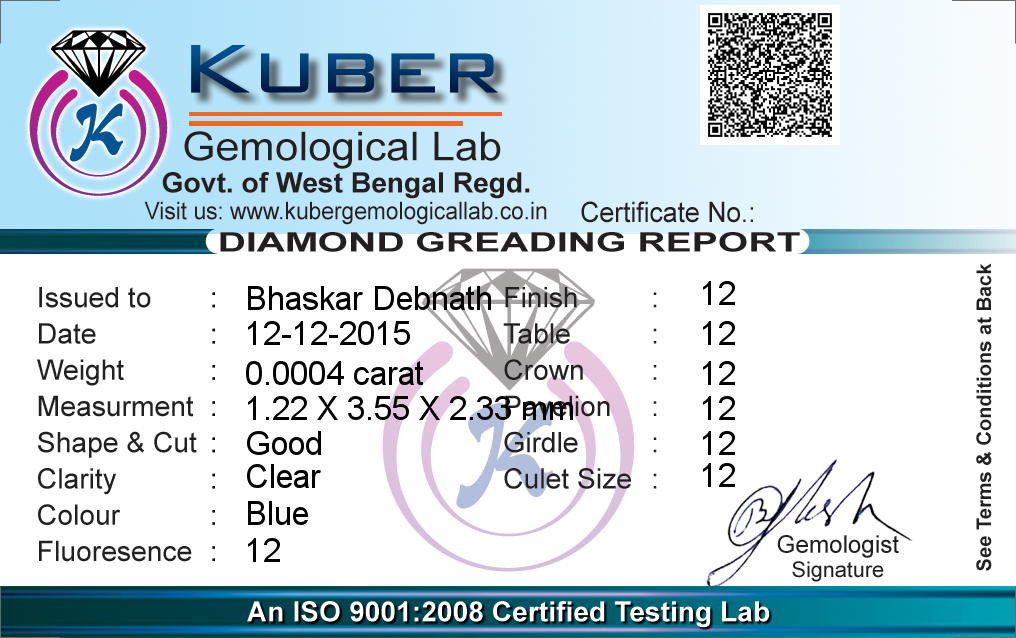 K
KUBER
Gemological Lab
Govt. of West Bengal Regd.
Visit us: www.kubergemologicallab.co.in
Certificate No.:
DIAMOND GREADING REPORT
Issued to : Bhaskar Debnath
Date : 12-12-2015
Weight : 0.0004 carat
Measurment : 1.22 X 3.55 X 2.33 mm
Shape & Cut : Good
Clarity : Clear
Colour : Blue
Fluoresence : 12
Finish : 12
Table : 12
Crown : 12
Pavelion : 12
Girdle : 12
Culet Size : 12
K
Gemologist
Signature
See Terms & Conditions at Back
An ISO 9001:2008 Certified Testing Lab